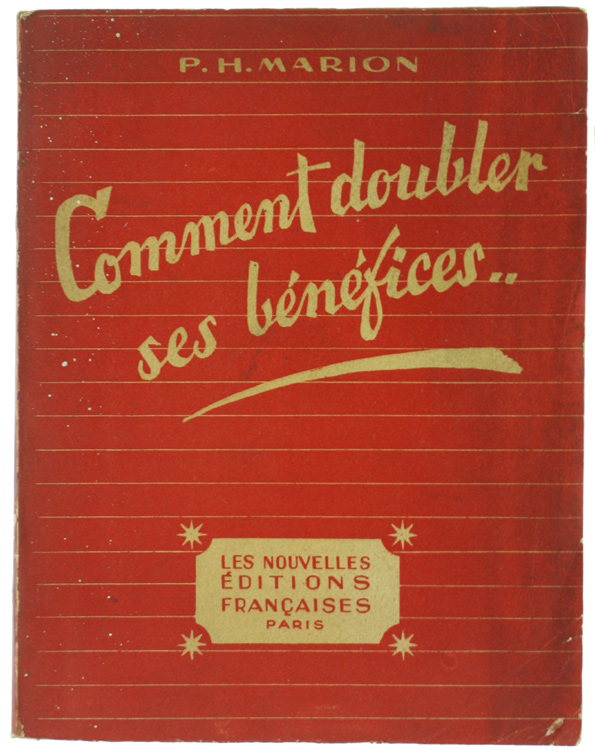 P. H. MARION
Comment doubler
ses bénéfices..
LES NOUVELLES
ÉDITIONS
FRANÇAISES
PARIS